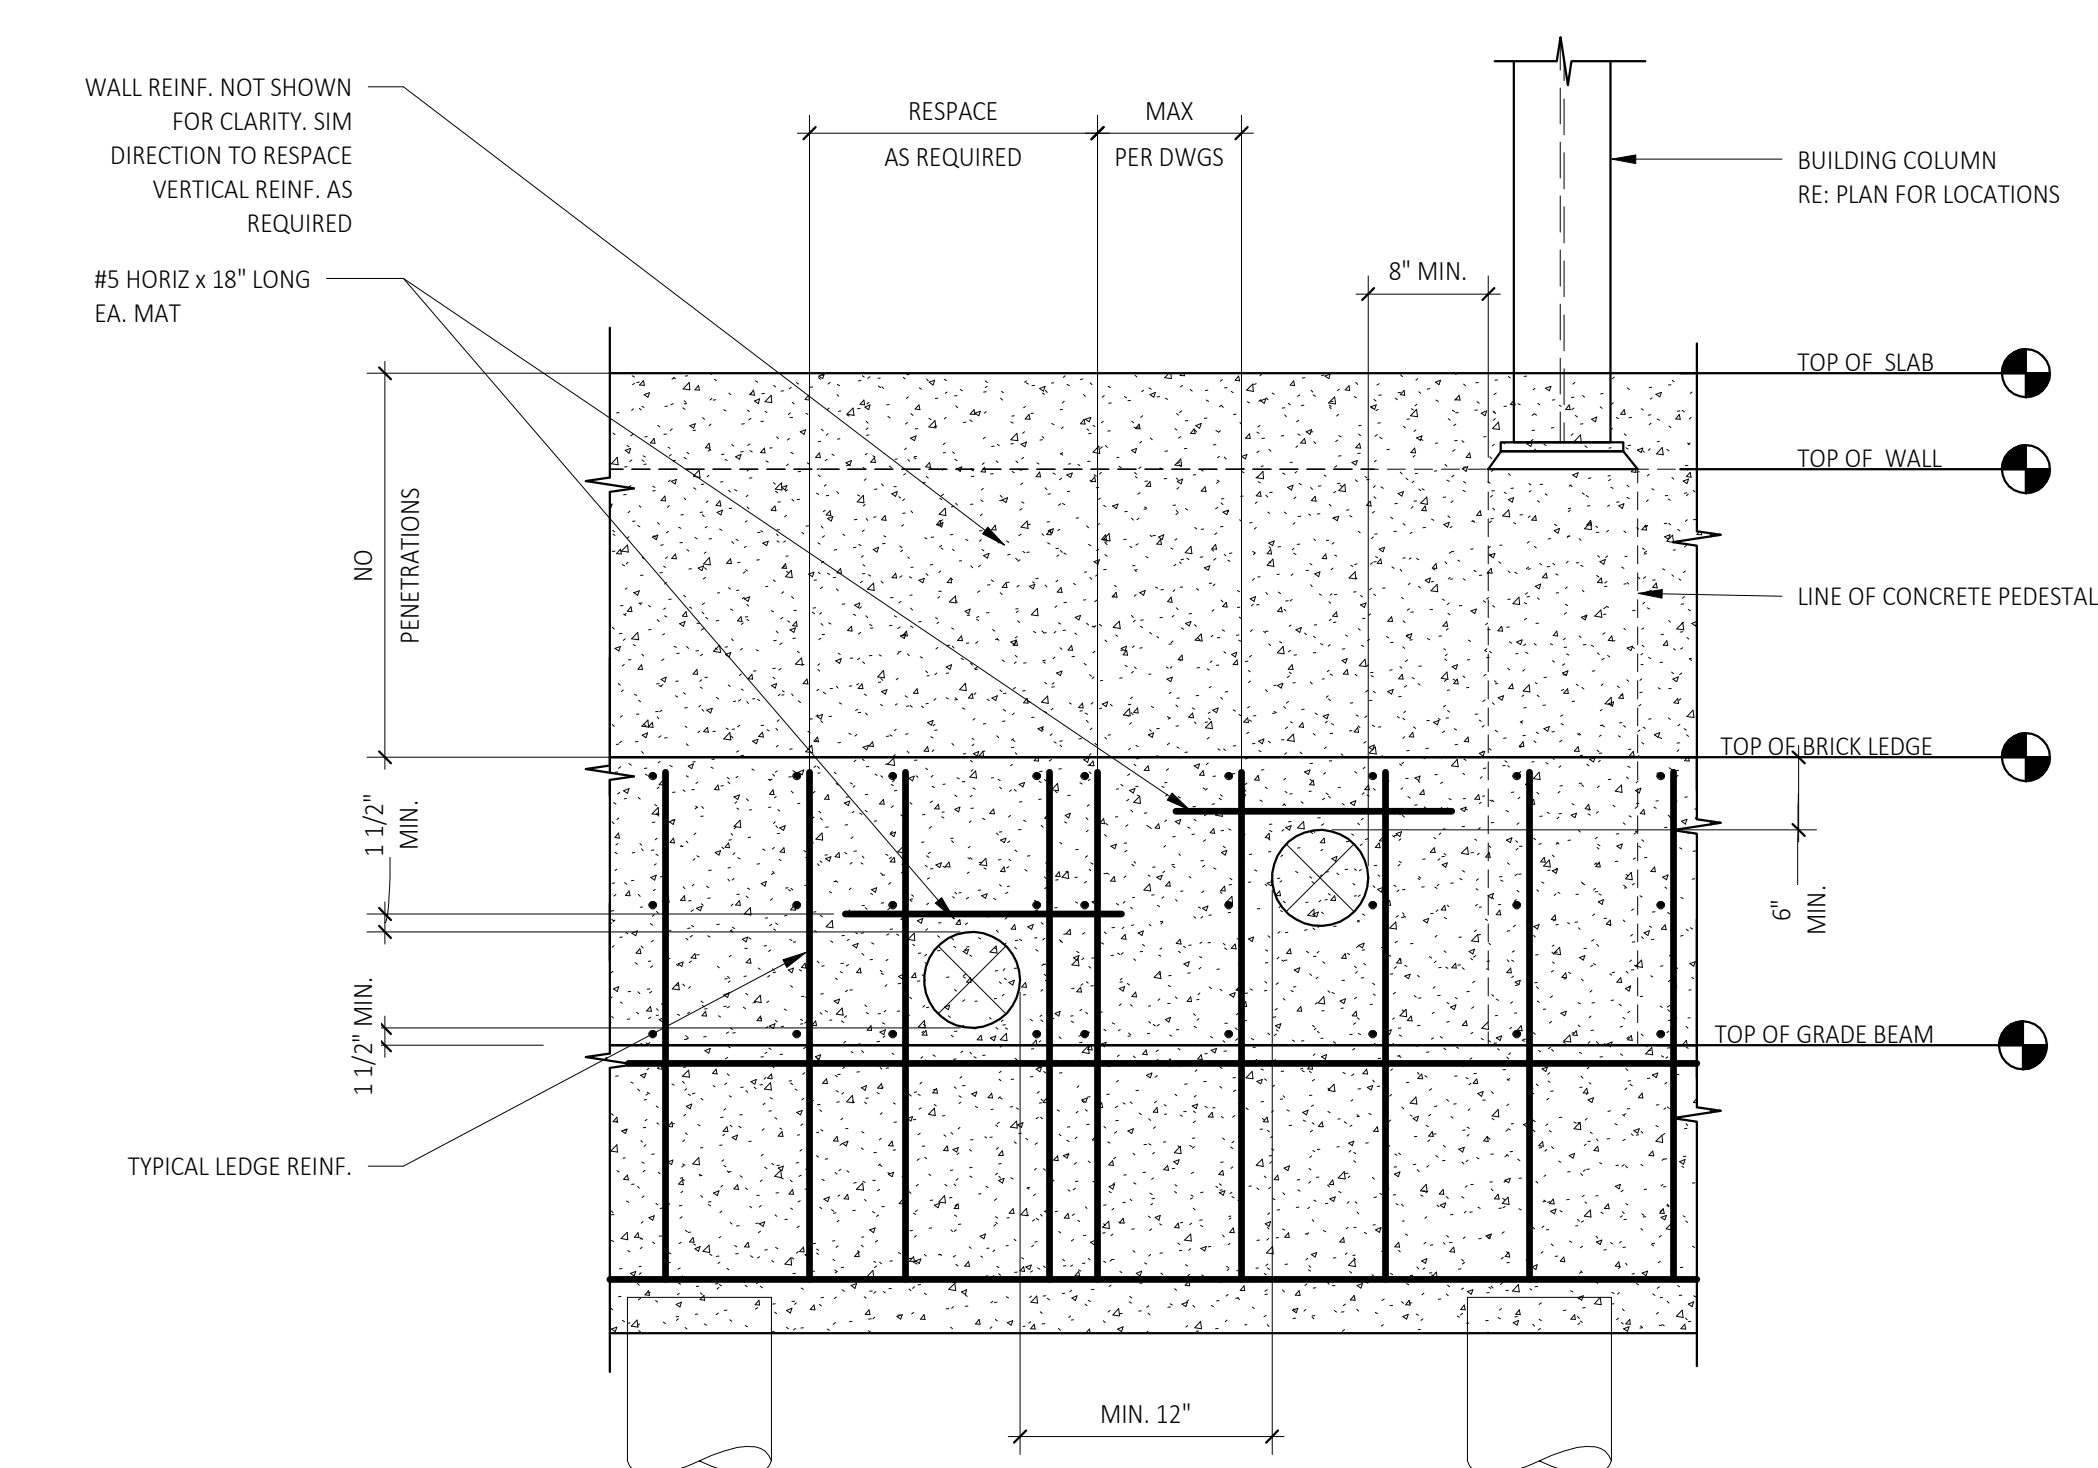 WALL REINF. NOT SHOWN
FOR CLARITY. SIM
DIRECTION TO RESPACE
VERTICAL REINF. AS
REQUIRED
#5 HORIZ x 18" LONG
EA. MAT
RESPACE
AS REQUIRED
MAX
PER DWGS
8" MIN.
BUILDING COLUMN
RE: PLAN FOR LOCATIONS
TOP OF SLAB
TOP OF WALL
NO
PENETRATIONS
LINE OF CONCRETE PEDESTAL
TOP OF BRICK LEDGE
1 1/2"
MIN.
6"
MIN.
1 1/2" MIN.
TOP OF GRADE BEAM
TYPICAL LEDGE REINF.
MIN. 12"